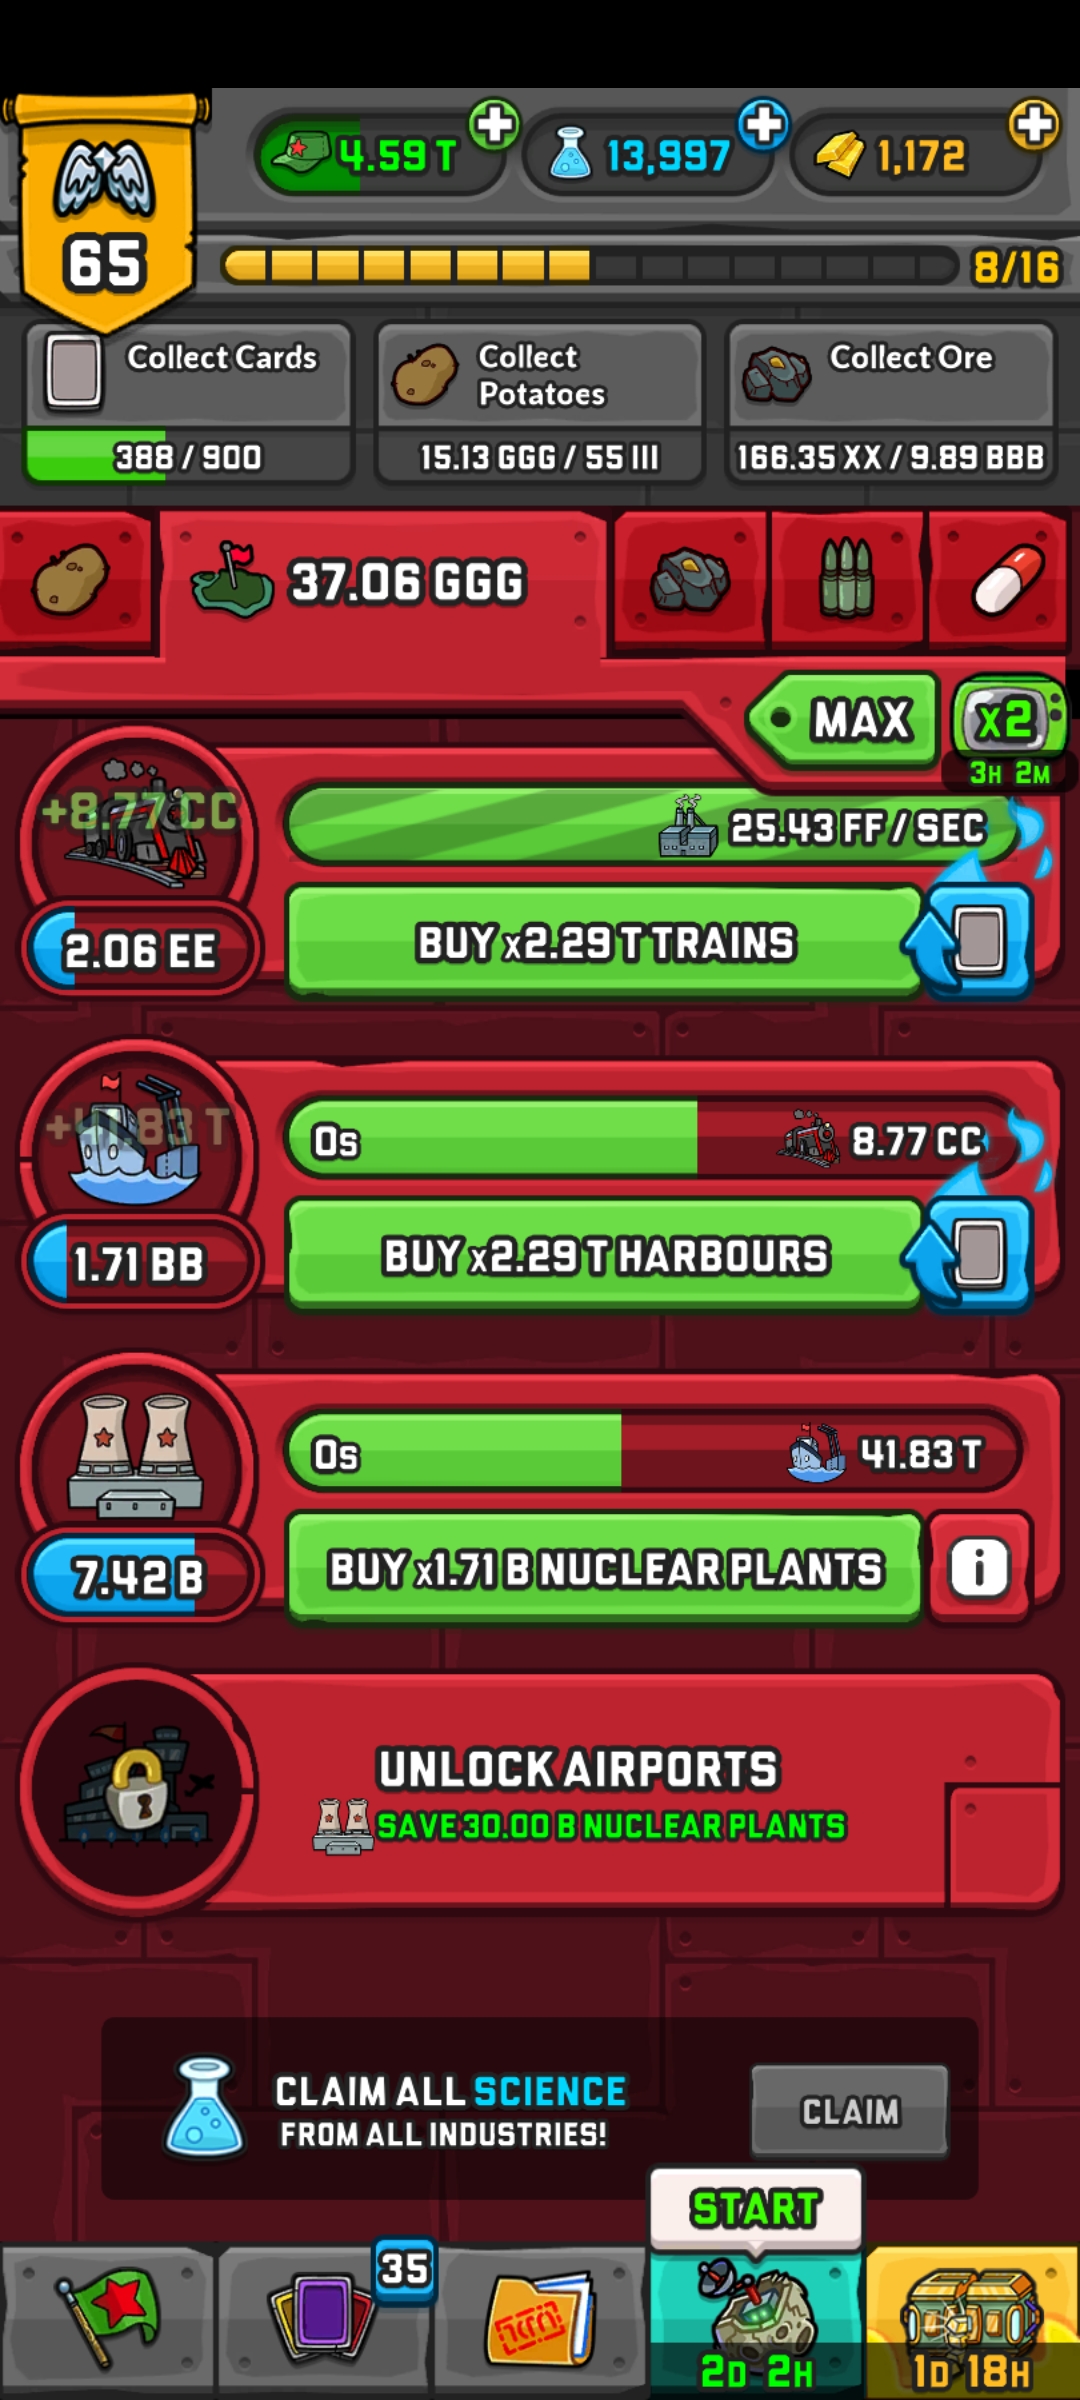 65
4.59 T
13,997
1,172
8/16
Collect Cards
388 / 900
Collect
Potatoes
15.13 GGG / 55 III
Collect Ore
166.35 XX / 9.89 BBB
37.06 GGG
MAX
x2
3H 2M
+8.77 CC
25.43 FF / SEC
2.06 EE
BUY x2.29 T TRAINS
+41.83 T
0s
8.77 CC
1.71 BB
BUY x2.29 T HARBOURS
0s
41.83 T
7.42 B
BUY x1.71 B NUCLEAR PLANTS
i
UNLOCK AIRPORTS
SAVE 30.00 B NUCLEAR PLANTS
CLAIM ALL SCIENCE
FROM ALL INDUSTRIES!
CLAIM
START
35
2D 2H
1D 18H